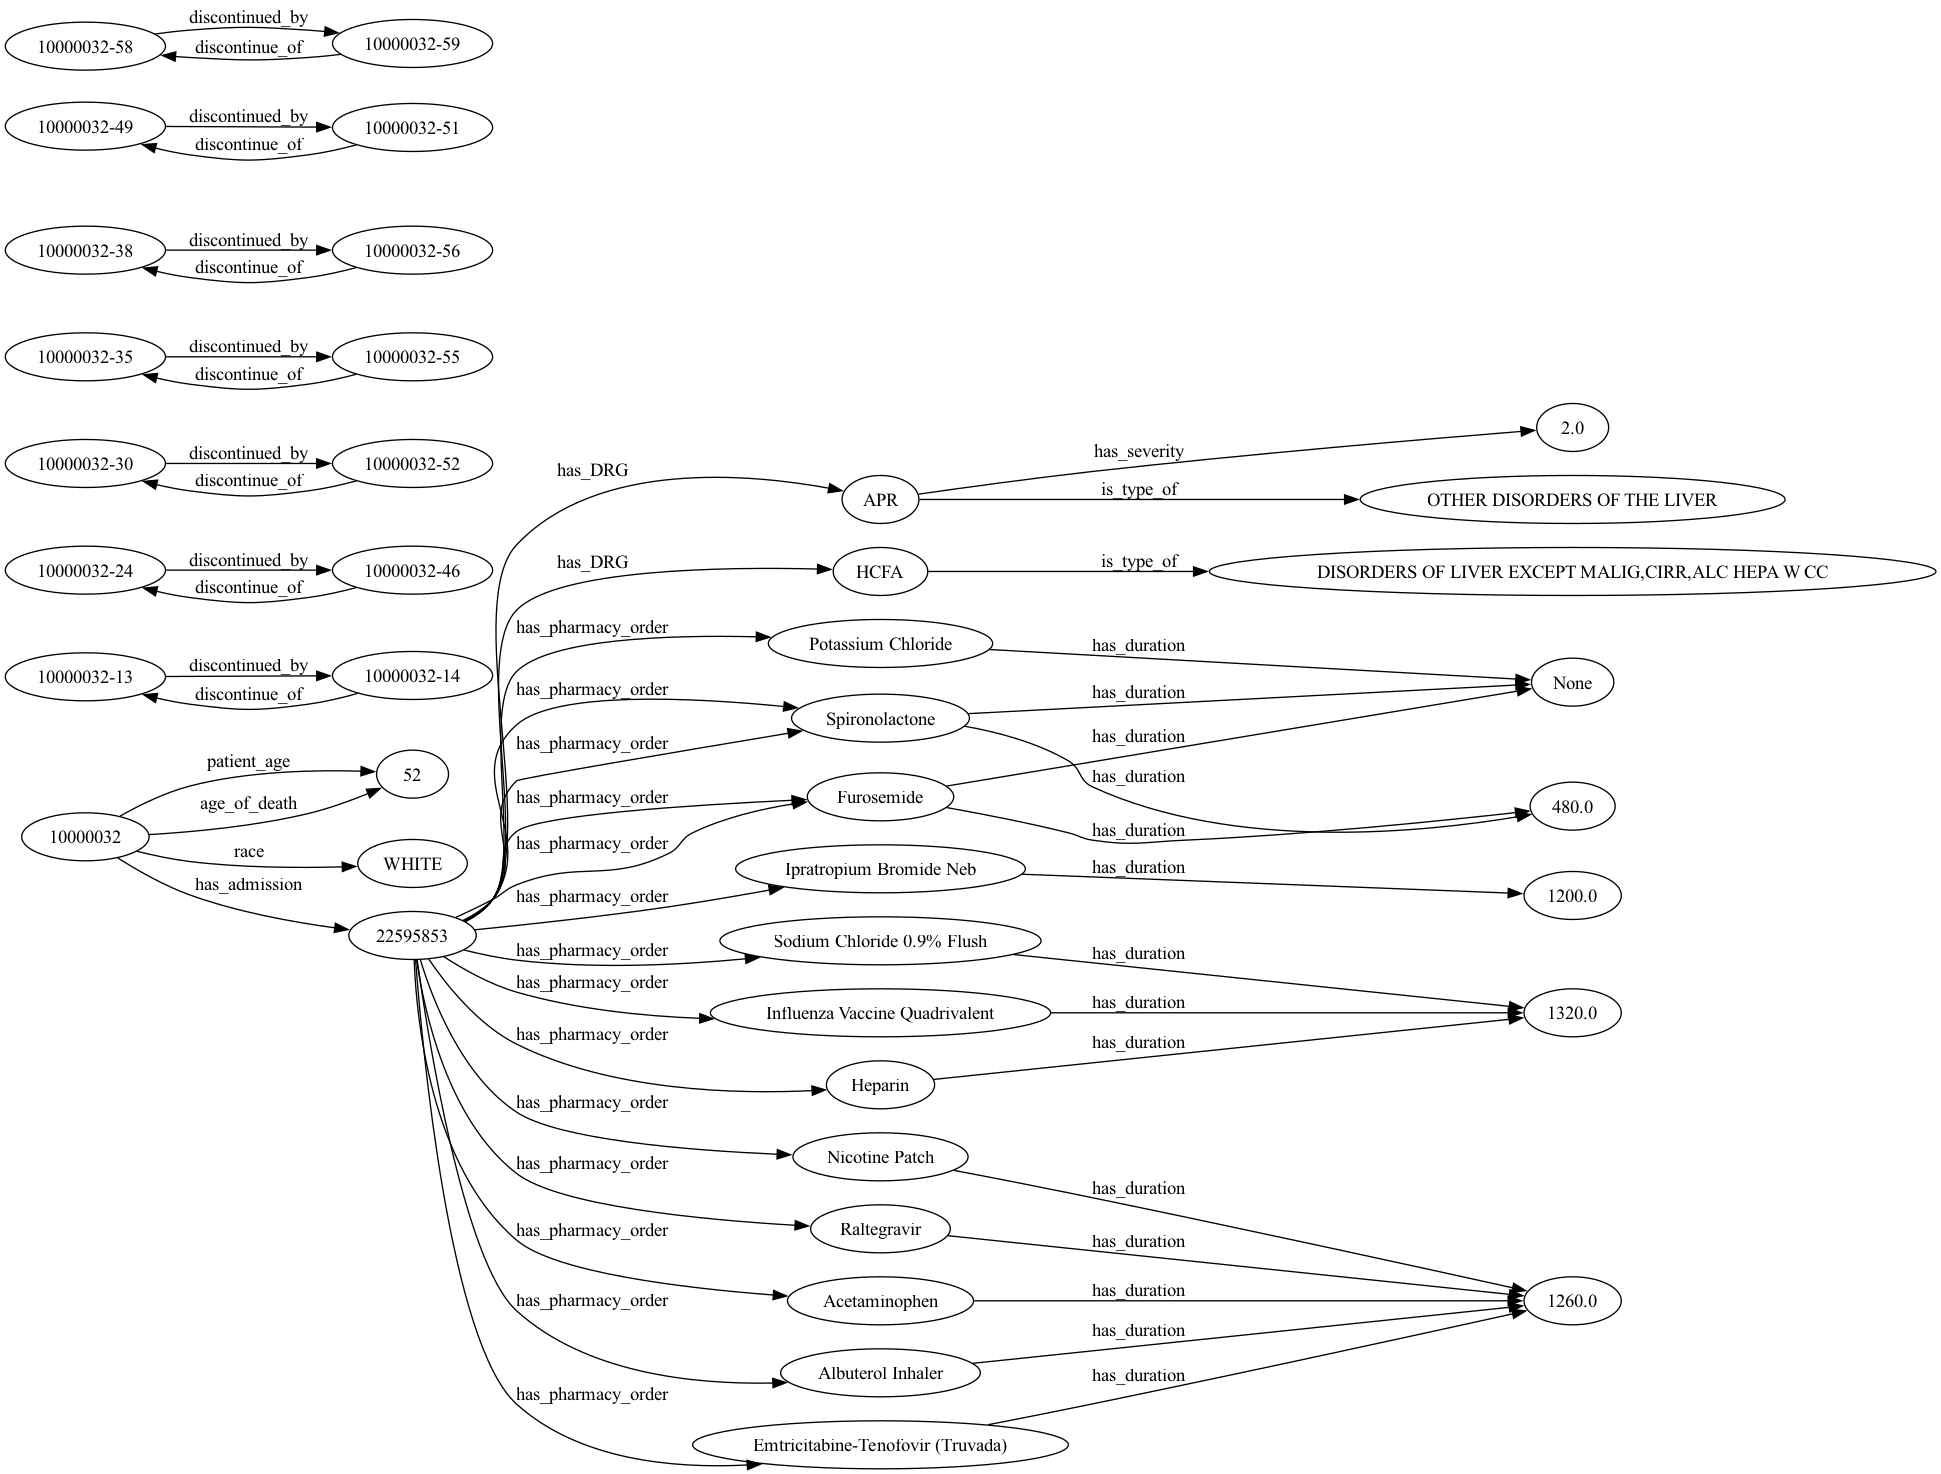 discontinued_by
10000032-58
discontinue_of
10000032-59
discontinued_by
10000032-49
discontinue_of
10000032-51
discontinued_by
10000032-38
discontinue_of
10000032-56
discontinued_by
10000032-35
discontinue_of
10000032-55
discontinued_by
10000032-30
discontinue_of
10000032-52
discontinued_by
10000032-24
discontinue_of
10000032-46
discontinued_by
10000032-13
discontinue_of
10000032-14
patient_age
52
age_of_death
10000032
race
WHITE
has_admission
22595853
has_DRG
APR
has_severity
2.0
is_type_of
OTHER DISORDERS OF THE LIVER
has_DRG
HCFA
is_type_of
DISORDERS OF LIVER EXCEPT MALIG,CIRR,ALC HEPA W CC
has_pharmacy_order
Potassium Chloride
has_duration
None
has_pharmacy_order
Spironolactone
has_duration
has_pharmacy_order
has_duration
has_pharmacy_order
Furosemide
has_duration
480.0
has_pharmacy_order
has_duration
has_pharmacy_order
Ipratropium Bromide Neb
has_duration
1200.0
has_pharmacy_order
Sodium Chloride 0.9% Flush
has_duration
has_pharmacy_order
Influenza Vaccine Quadrivalent
has_duration
1320.0
has_pharmacy_order
Heparin
has_duration
has_pharmacy_order
Nicotine Patch
has_duration
has_pharmacy_order
Raltegravir
has_duration
has_pharmacy_order
Acetaminophen
has_duration
1260.0
has_pharmacy_order
Albuterol Inhaler
has_duration
has_pharmacy_order
Emtricitabine-Tenofovir (Truvada)
has_duration